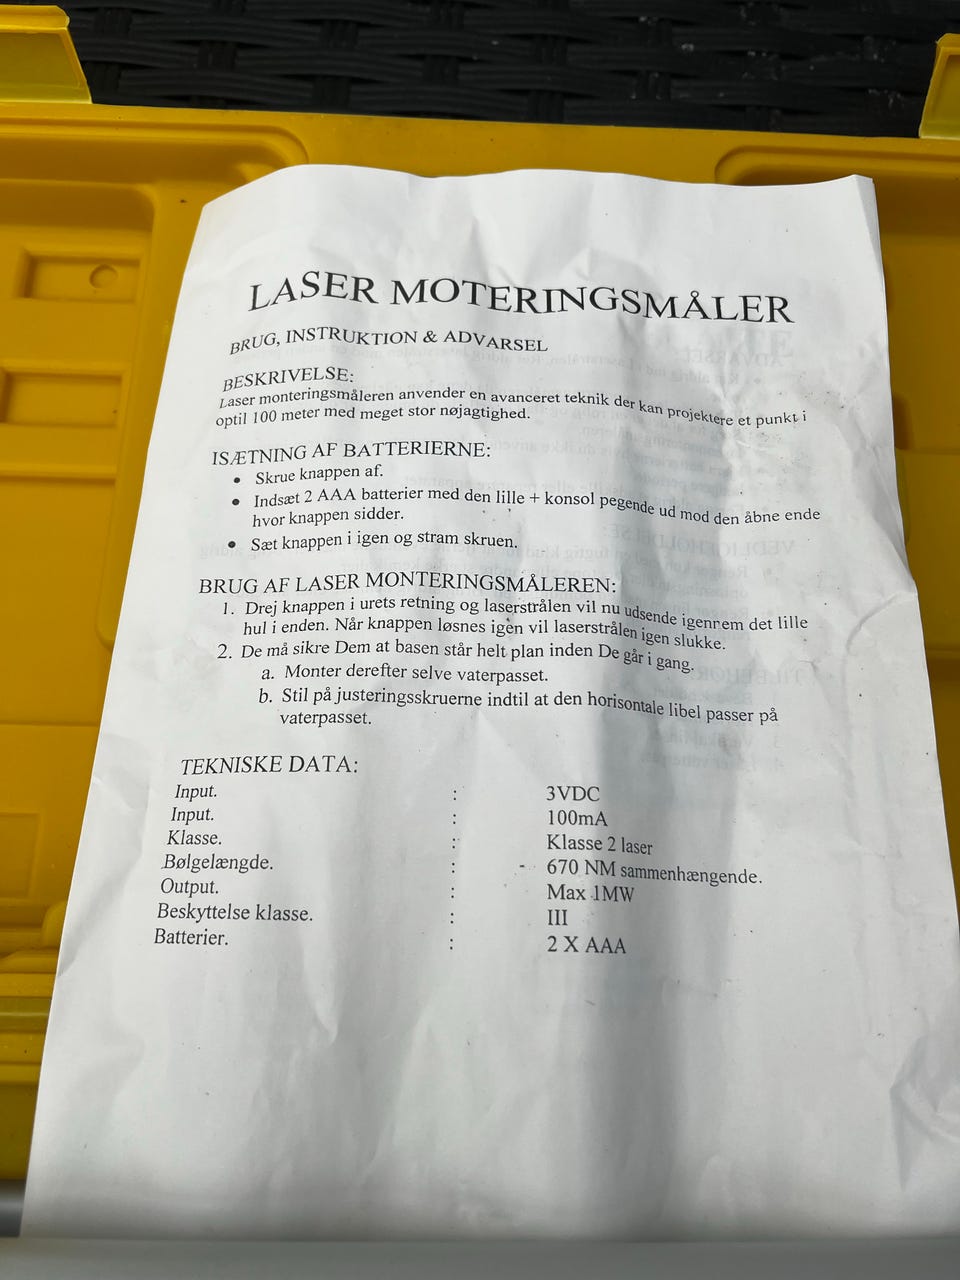 LASER MOTERINGSMÅLER
BRUG, INSTRUKTION & ADVARSEL
BESKRIVELSE:
Laser monteringsmåleren anvender en avanceret teknik der kan projektere et punkt i
optil 100 meter med meget stor nøjagtighed.
ISÆTNING AF BATTERIERNE:
• Skrue knappen af.
• Indsæt 2 AAA batterier med den lille + konsol pegende ud mod den åbne ende
hvor knappen sidder.
• Sæt knappen i igen og stram skruen.
BRUG AF LASER MONTERINGSMÅLEREN:
1. Drej knappen i urets retning og laserstrålen vil nu udsende igennem det lille
hul i enden. Når knappen løsnes igen vil laserstrålen igen slukke.
2. De må sikre Dem at basen står helt plan inden De går i gang.
a. Monter derefter selve vaterpasset.
b. Stil på justeringsskruerne indtil at den horisontale libel passer på
vaterpasset.
TEKNISKE DATA:
Input. : 3VDC
Input. : 100mA
Klasse. : Klasse 2 laser
Bølgelængde. : 670 NM sammenhængende.
Output. : Max 1MW
Beskyttelse klasse. : III
Batterier. : 2 X AAA